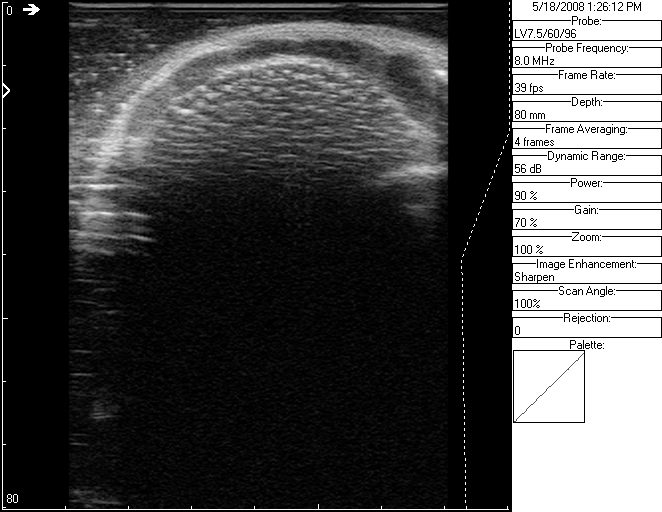 0
80
5/18/2008 1:26:12 PM
Probe:
LV7.5/60/96
Probe Frequency:
8.0 MHz
Frame Rate:
39 fps
Depth:
80 mm
Frame Averaging:
4 frames
Dynamic Range:
56 dB
Power:
90 %
Gain:
70 %
Zoom:
100 %
Image Enhancement:
Sharpen
Scan Angle:
100%
Rejection:
0
Palette: